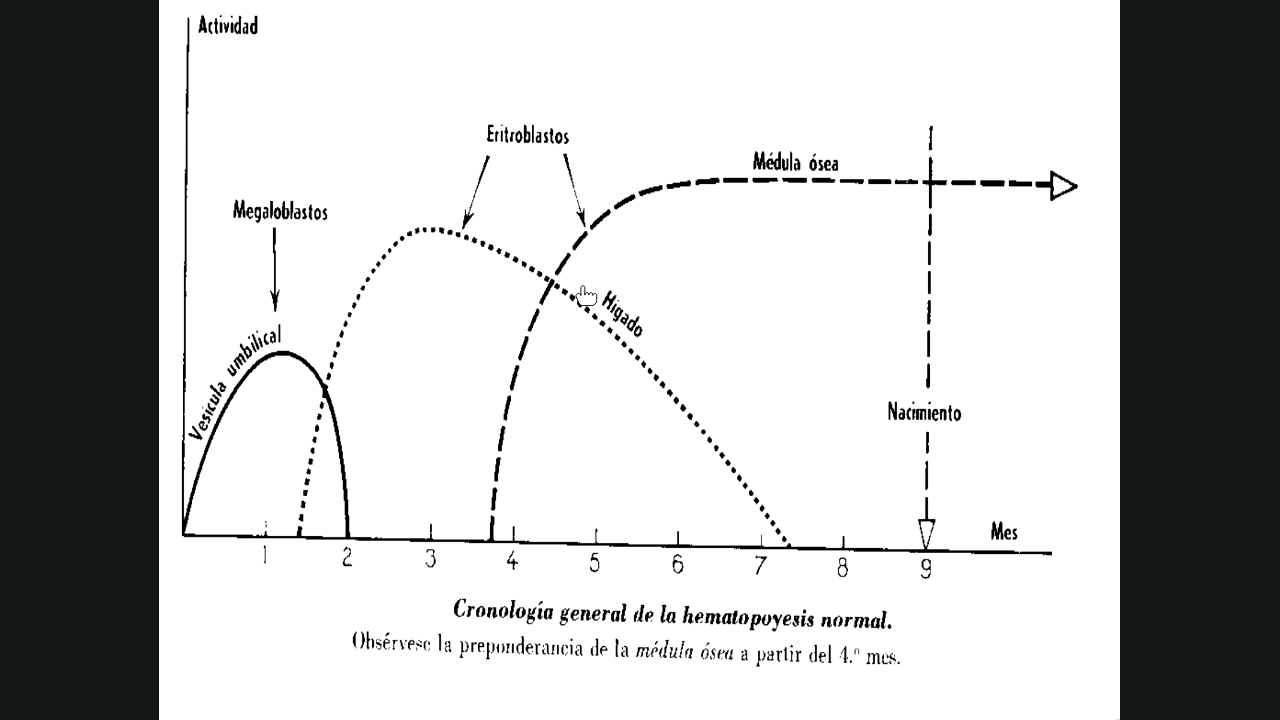 Actividad
Eritroblastos
Médula ósea
Megaloblastos
Vesícula umbilical
Hígado
Nacimiento
Mes
1 2 3 4 5 6 7 8 9
Cronología general de la hematopoyesis normal.
Obsérvese la preponderancia de la médula ósea a partir del 4.º mes.